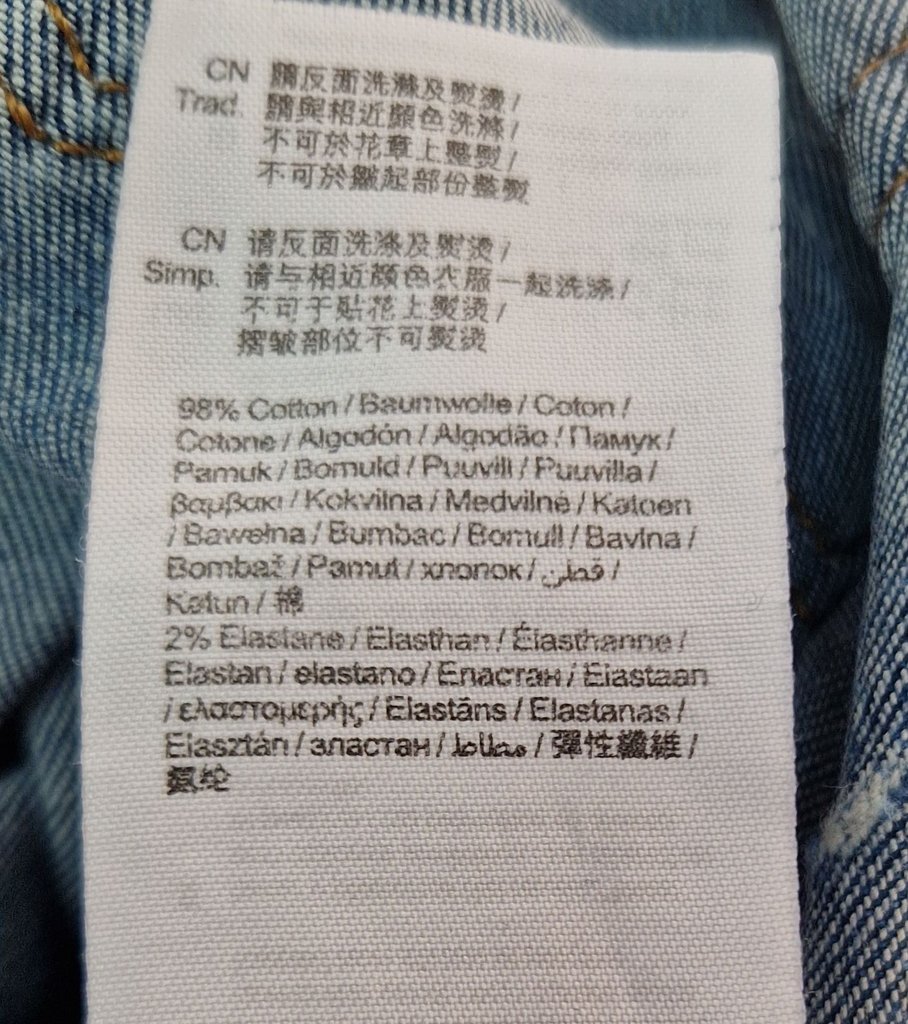 CN 請反面洗滌及熨燙/
Trad. 請與相近顏色洗滌/
不可於花章上整熨/
不可於皺起部份整熨
CN 请反面洗涤及熨烫/
Simp. 请与相近颜色衣服一起洗涤/
不可于贴花上熨烫/
褶皱部位不可熨烫
98% Cotton / Baumwolle / Coton /
Cotone / Algodón / Algodão / Памук /
Pamuk / Bomuld / Puuvill / Puuvilla /
βαμβακι / Kokvilna / Medvilnė / Katoen
/ Bawełna / Bumbac / Bomull / Bavlna /
Bombaž / Pamut / хлопок / قطن /
Katun / 棉
2% Elastane / Elasthan / Élasthanne /
Elastan / elastano / Еластан / Elastaan
/ ελαστομερής / Elastāns / Elastanas /
Elasztán / эластан / مطاط / 彈性纖維 /
氨纶